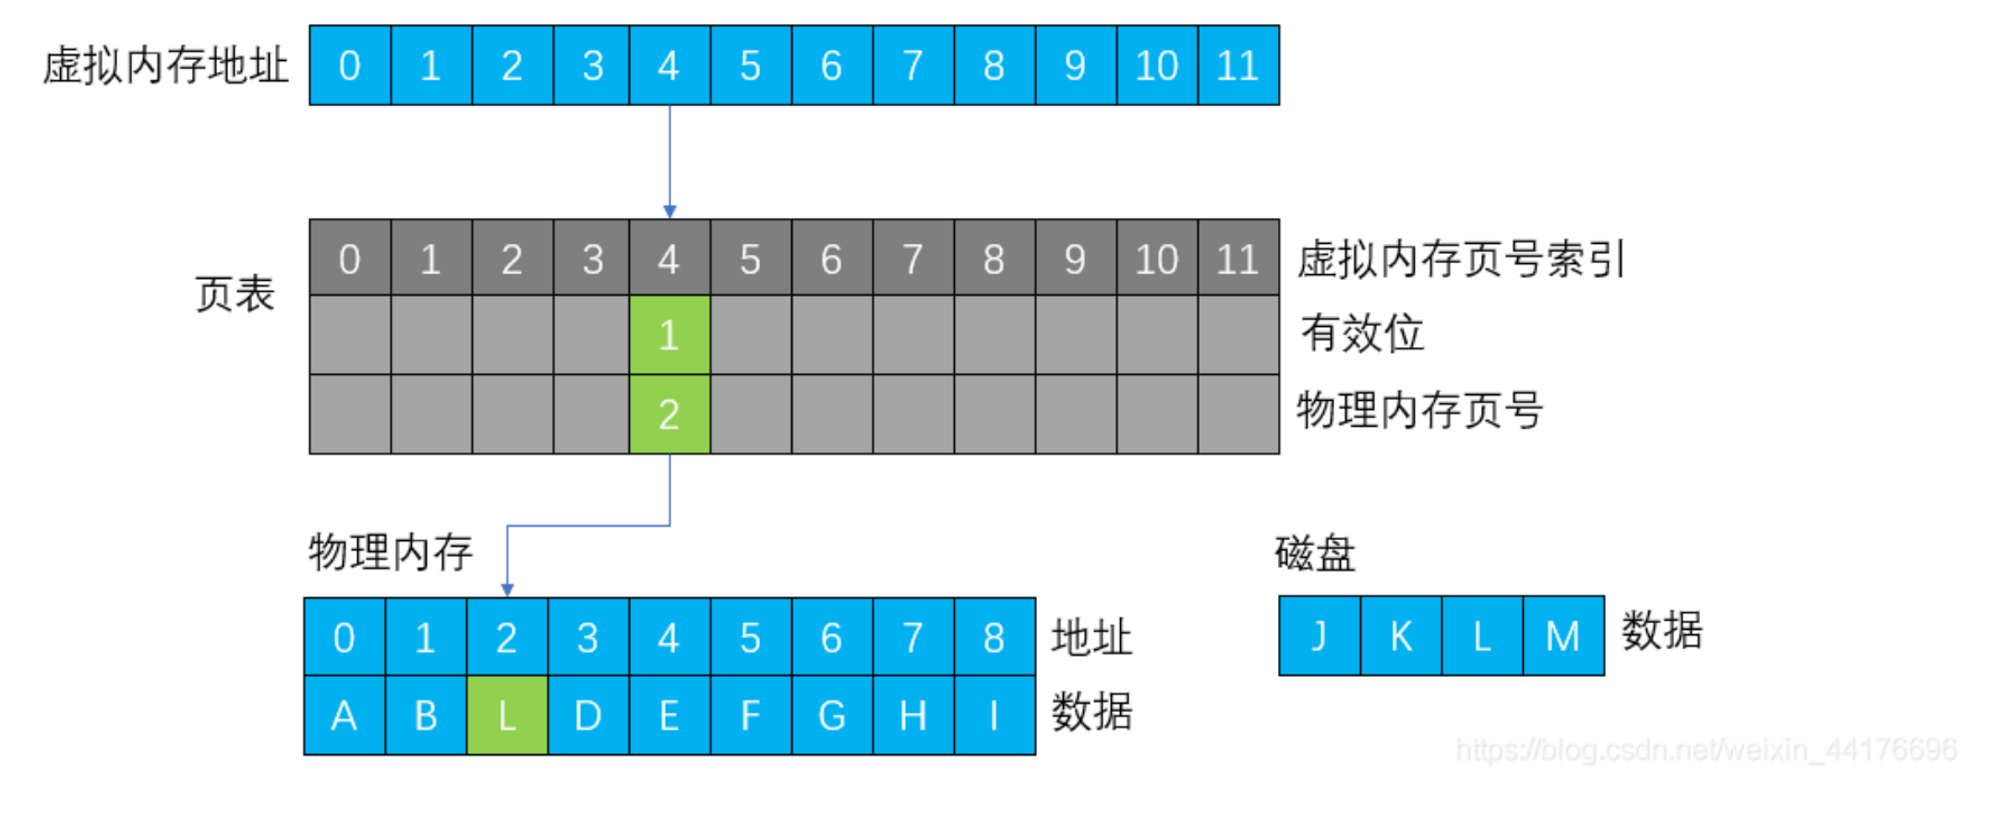 虚拟内存地址 0 1 2 3 4 5 6 7 8 9 10 11
0 1 2 3 4 5 6 7 8 9 10 11 虚拟内存页号索引
页表
1 有效位
2 物理内存页号
物理内存
磁盘
0 1 2 3 4 5 6 7 8 地址
J K L M 数据
A B L D E F G H I 数据
https://blog.csdn.net/weixin_44176696